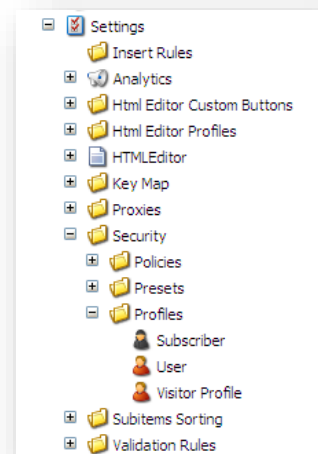 Settings
Insert Rules
Analytics
Html Editor Custom Buttons
Html Editor Profiles
HTMLEditor
Key Map
Proxies
Security
Policies
Presets
Profiles
Subscriber
User
Visitor Profile
Subitems Sorting
Validation Rules